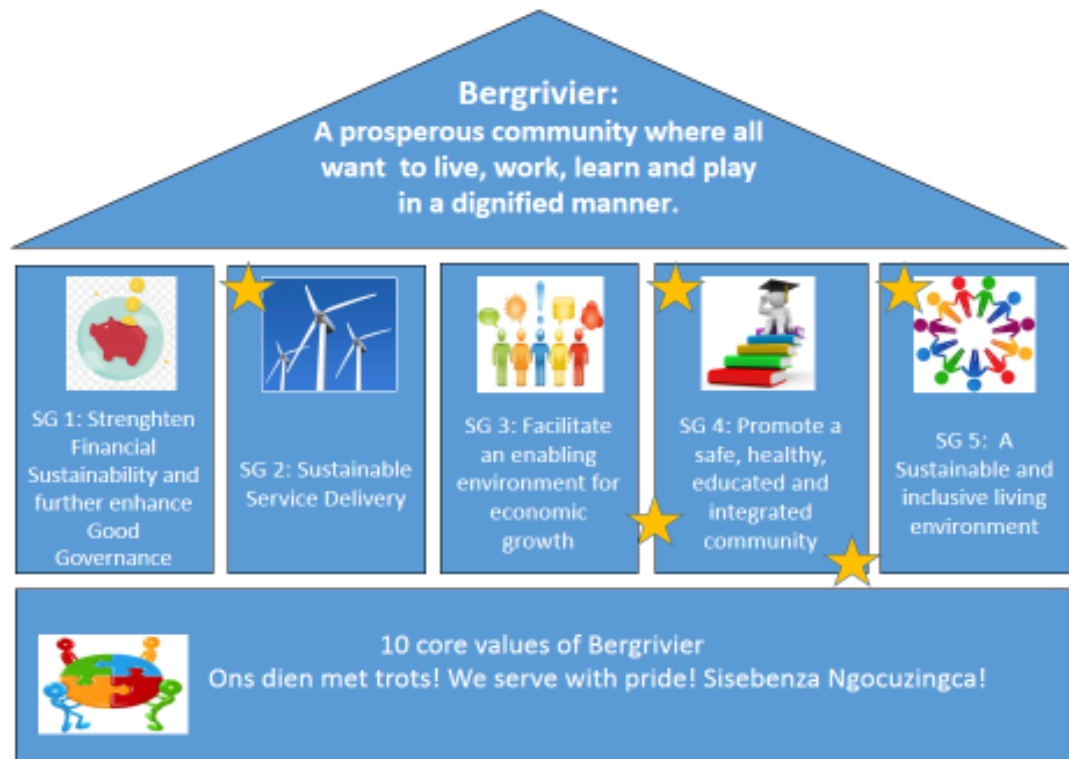 Bergrivier:
A prosperous community where all
want to live, work, learn and play
in a dignified manner.
SG 1: Strenghten
Financial
Sustainability and
further enhance
Good
Governance
SG 2: Sustainable
Service Delivery
SG 3: Facilitate
an enabling
environment for
economic
growth
SG 4: Promote a
safe, healthy,
educated and
integrated
community
SG 5: A
Sustainable and
inclusive living
environment
10 core values of Bergrivier
Ons dien met trots! We serve with pride! Sisebenza Ngocuzingca!